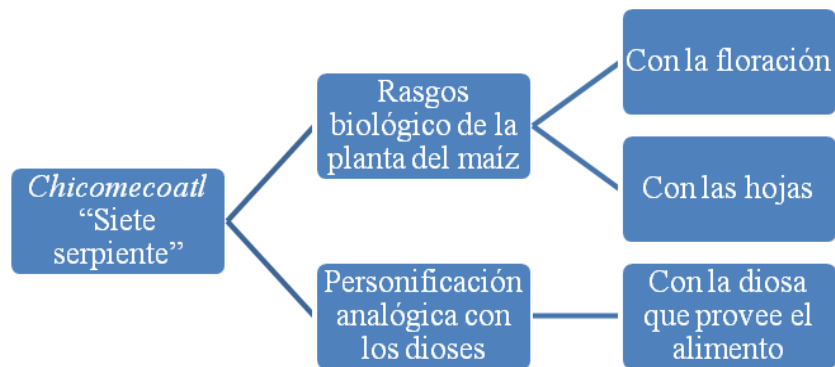 Chicomecoatl
“Siete
serpiente”
Rasgos
biológico de la
planta del maíz
Con la floración
Con las hojas
Personificación
analógica con
los dioses
Con la diosa
que provee el
alimento